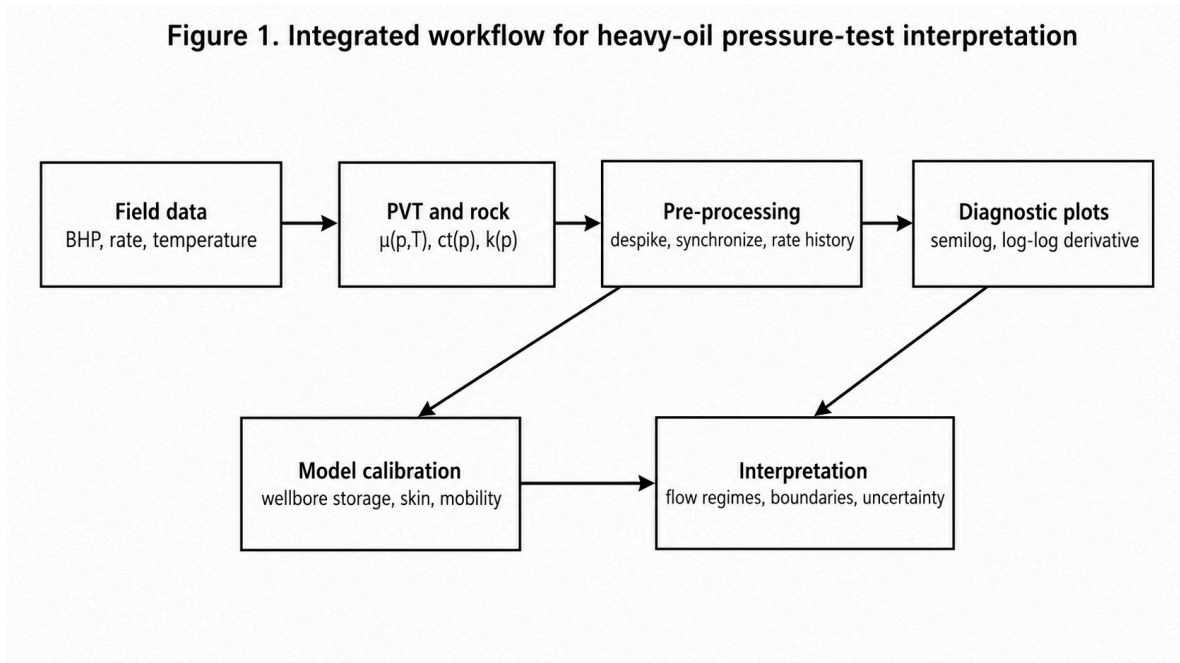 Figure 1. Integrated workflow for heavy-oil pressure-test interpretation
Field data
BHP, rate, temperature
PVT and rock
μ(p,T), ct(p), k(p)
Pre-processing
despike, synchronize, rate history
Diagnostic plots
semilog, log-log derivative
Model calibration
wellbore storage, skin, mobility
Interpretation
flow regimes, boundaries, uncertainty